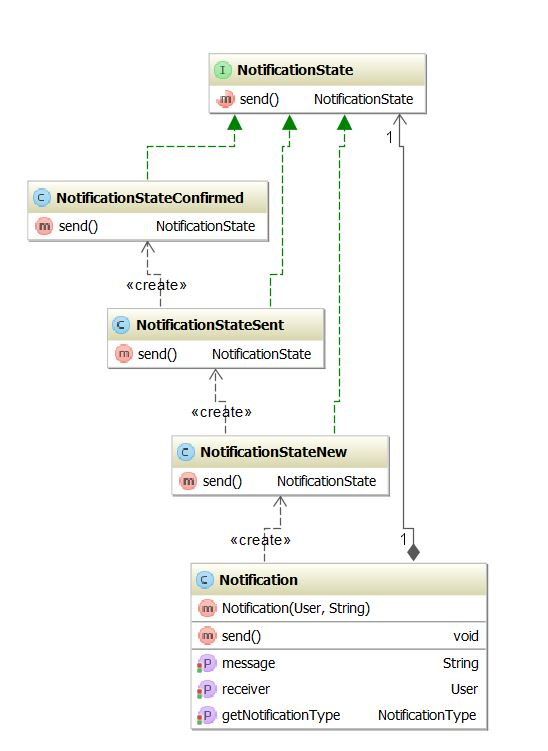 I NotificationState
m send() NotificationState
1
C NotificationStateConfirmed
m send() NotificationState
«create»
C NotificationStateSent
m send() NotificationState
«create»
C NotificationStateNew
m send() NotificationState
«create»
1
C Notification
m Notification(User, String)
m send() void
P message String
P receiver User
P getNotificationType NotificationType